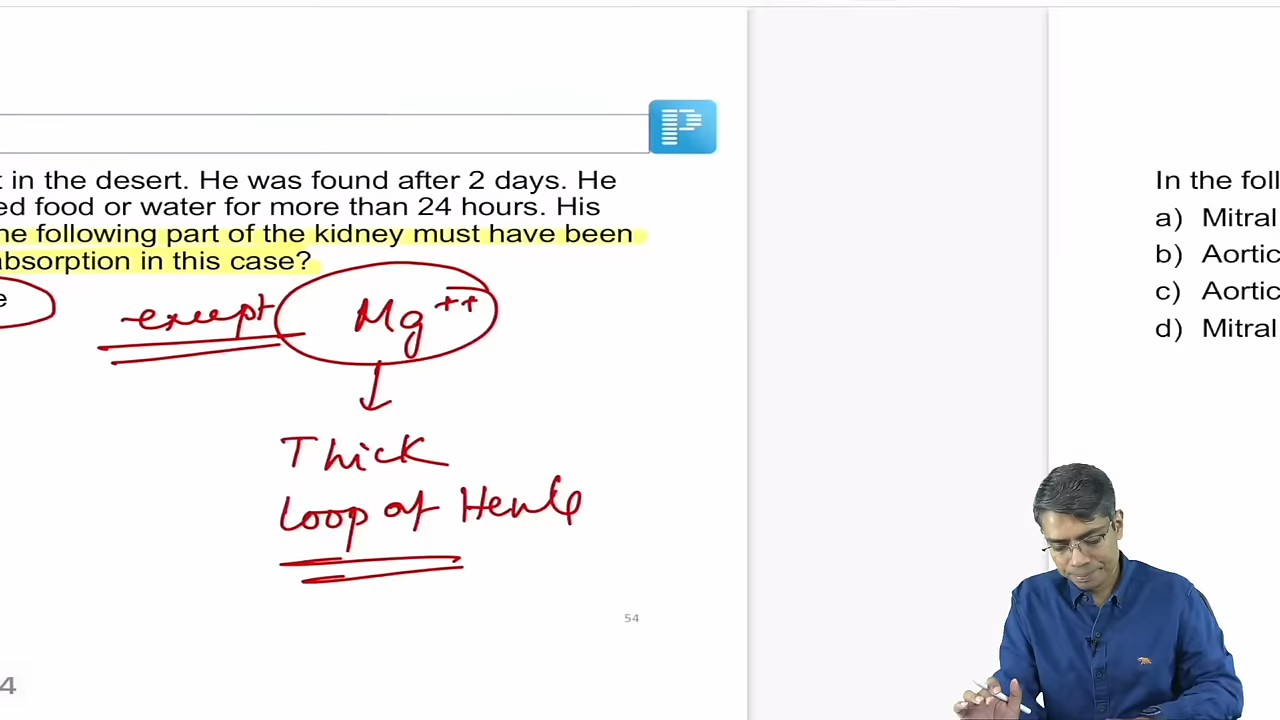 t in the desert. He was found after 2 days. He
ed food or water for more than 24 hours. His
ne following part of the kidney must have been
absorption in this case?
e
except Mg++
Thick
Loop of Henle
54
4
In the foll
a) Mitral
b) Aortic
c) Aortic
d) Mitral